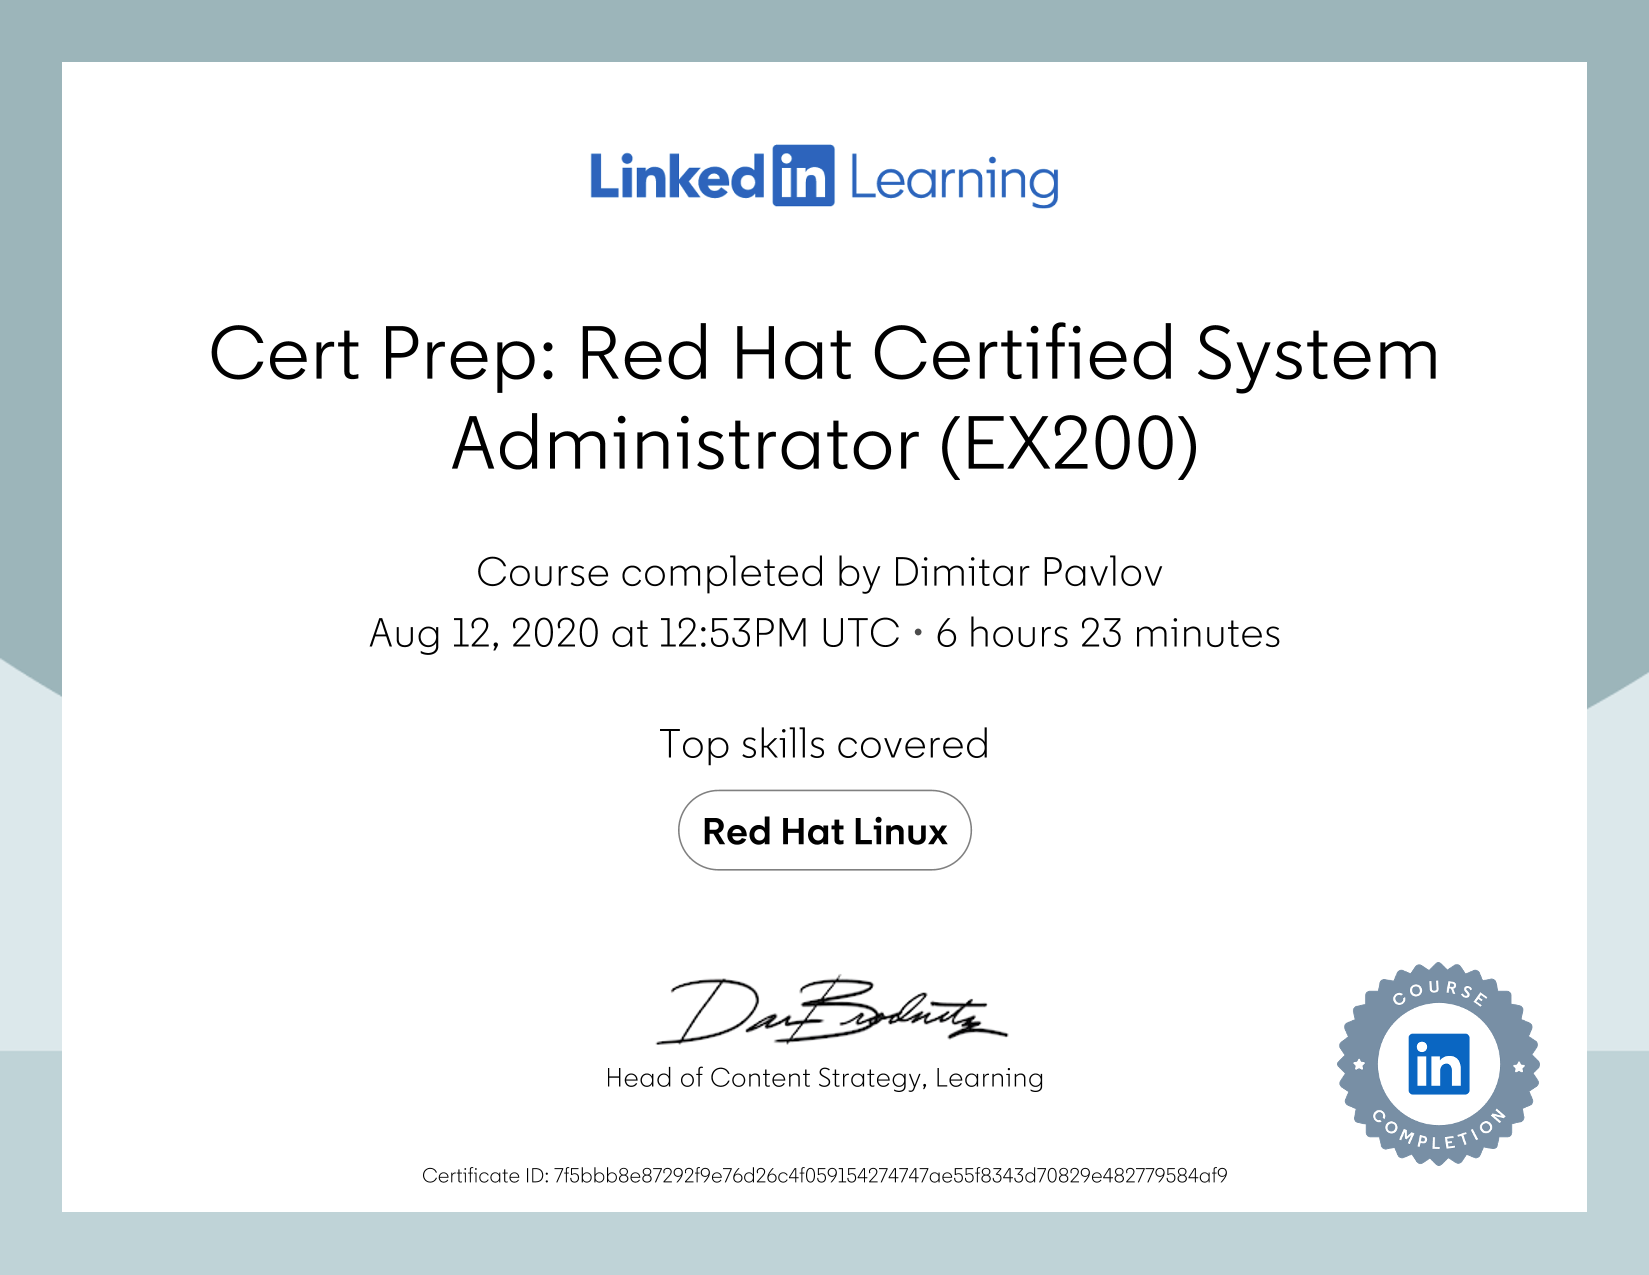 Linked in Learning
Cert Prep: Red Hat Certified System
Administrator (EX200)
Course completed by Dimitar Pavlov
Aug 12, 2020 at 12:53PM UTC • 6 hours 23 minutes
Top skills covered
Red Hat Linux
Dan Brodnitz
Head of Content Strategy, Learning
COURSE
in
COMPLETION
Certificate ID: 7f5bbb8e87292f9e76d26c4f059154274747ae55f8343d70829e482779584af9